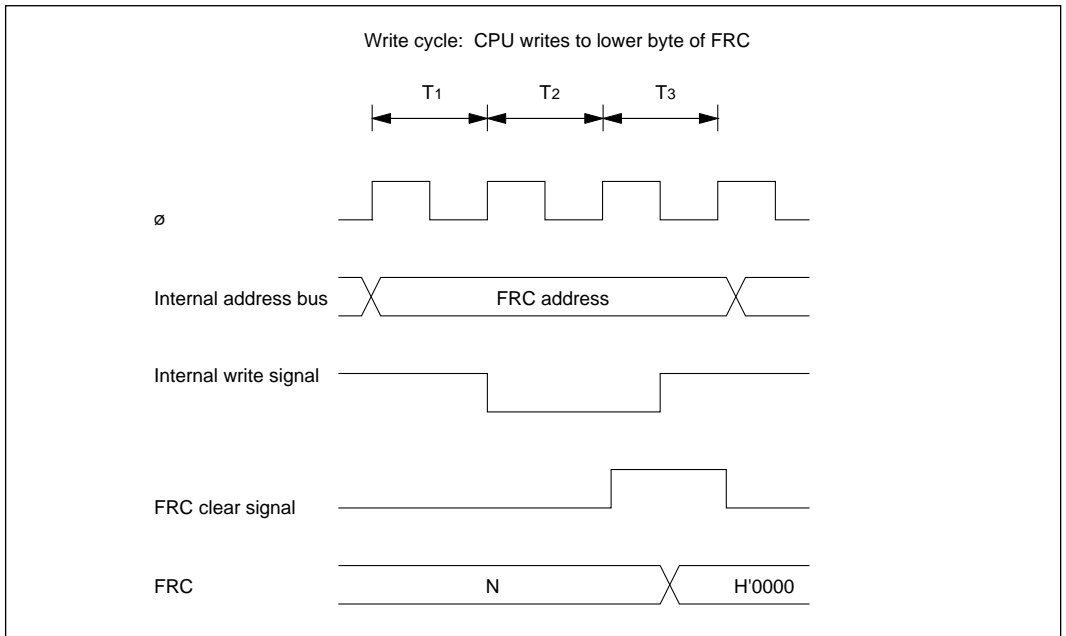 Write cycle: CPU writes to lower byte of FRC
T1 T2 T3
ø
Internal address bus FRC address
Internal write signal
FRC clear signal
FRC N H'0000